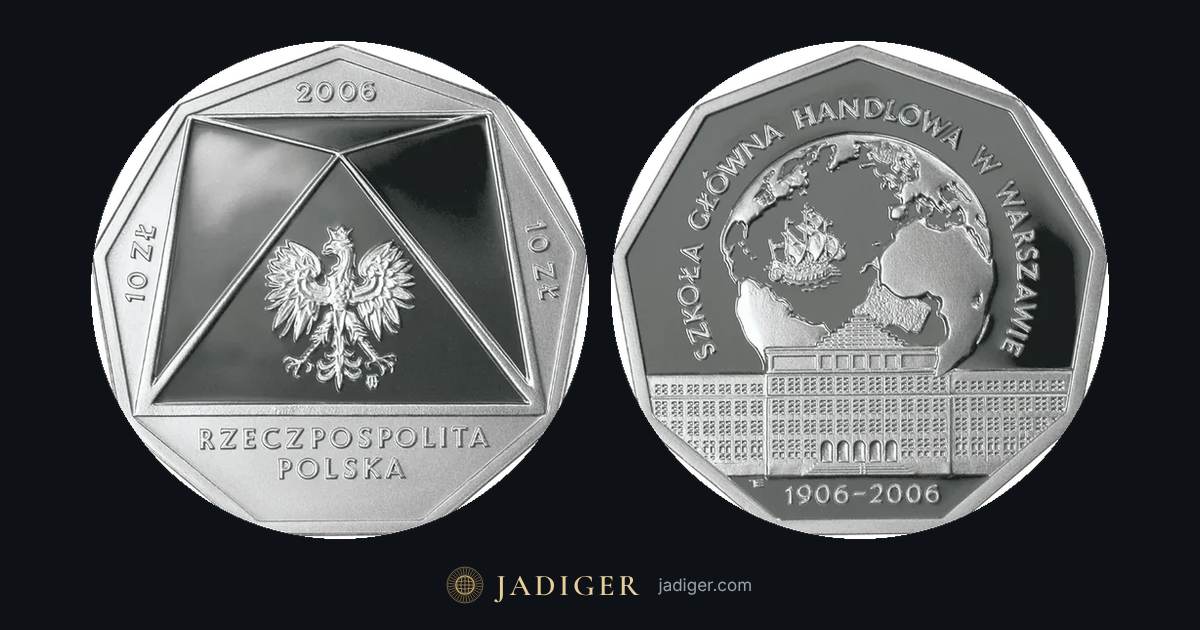 2006
10 ZŁ
10 ZŁ
RZECZPOSPOLITA
POLSKA
SZKOŁA GŁÓWNA HANDLOWA W WARSZAWIE
1906-2006
JADIGER
jadiger.com